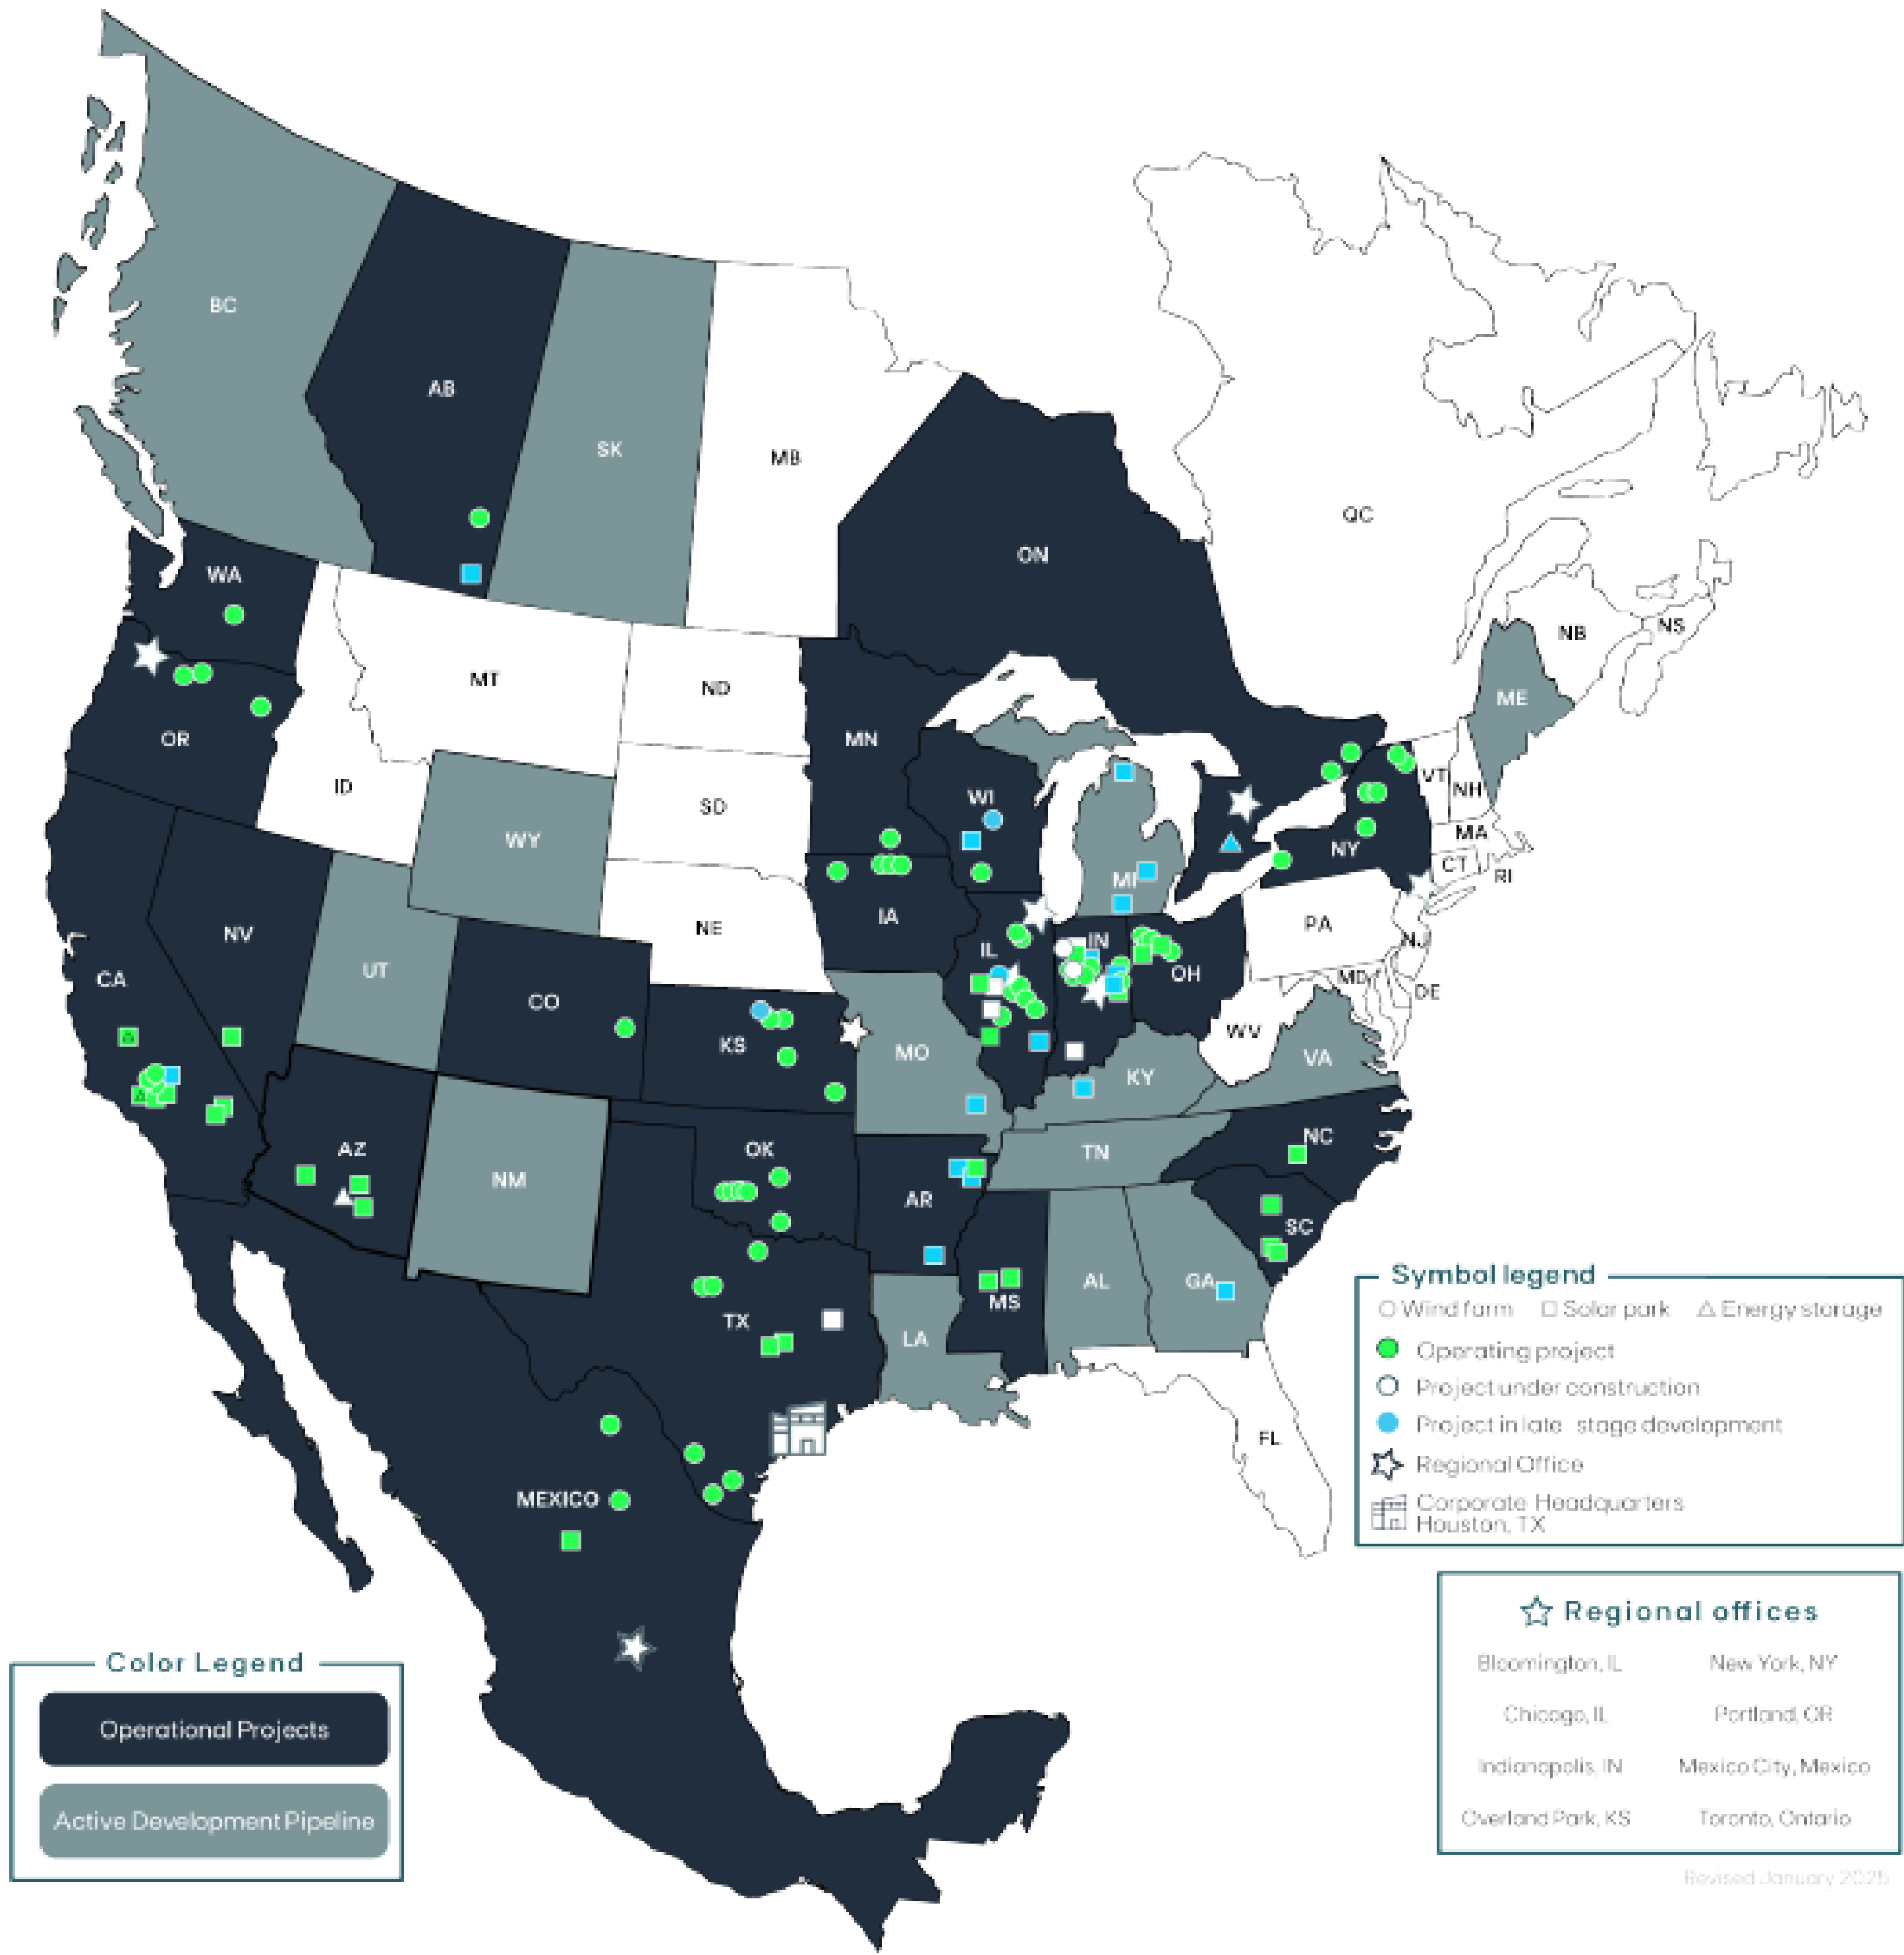 BC
AB
SK
MB
ON
QC
NB
NS
WA
MT
ND
MN
ME
OR
ID
SD
WI
VT
NH
WY
MI
NY
MA
CT
RI
NE
IA
PA
NJ
NV
UT
CA
CO
KS
IL
IN
OH
MD
DE
WV
MO
KY
VA
AZ
NM
OK
AR
TN
NC
SC
TX
LA
MS
AL
GA
FL
MEXICO
Symbol legend
Wind farm Solar park Energy storage
Operating project
Project under construction
Project in late stage development
Regional Office
Corporate Headquarters
Houston, TX
Regional offices
Bloomington, IL New York, NY
Chicago, IL Portland, OR
Indianapolis, IN Mexico City, Mexico
Overland Park, KS Toronto, Ontario
Revised January 2025
Color Legend
Operational Projects
Active Development Pipeline